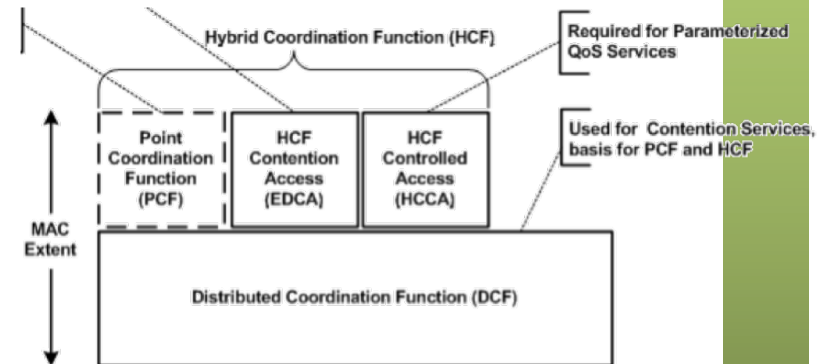 Hybrid Coordination Function (HCF)
Required for Parameterized
QoS Services
Used for Contention Services,
basis for PCF and HCF
Point
Coordination
Function
(PCF)
HCF
Contention
Access
(EDCA)
HCF
Controlled
Access
(HCCA)
MAC
Extent
Distributed Coordination Function (DCF)